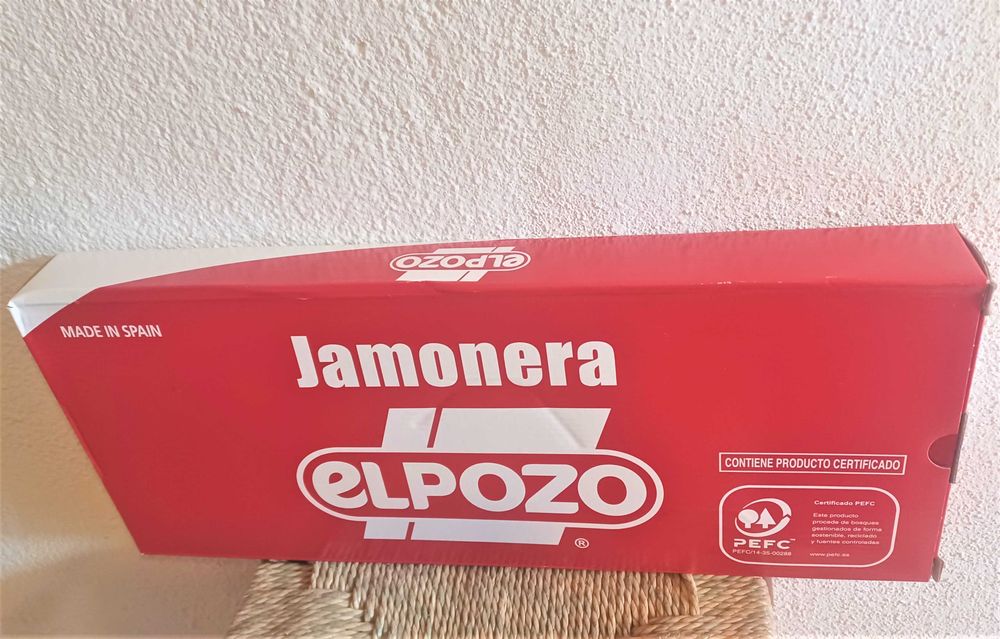 ELPOZO
MADE IN SPAIN
Jamonera
ELPOZO
®
CONTIENE PRODUCTO CERTIFICADO
PEFC™
PEFC/14-35-00288
Certificado PEFC
Este producto
procede de bosques
gestionados de forma
sostenible, reciclado
y fuentes controladas
www.pefc.es